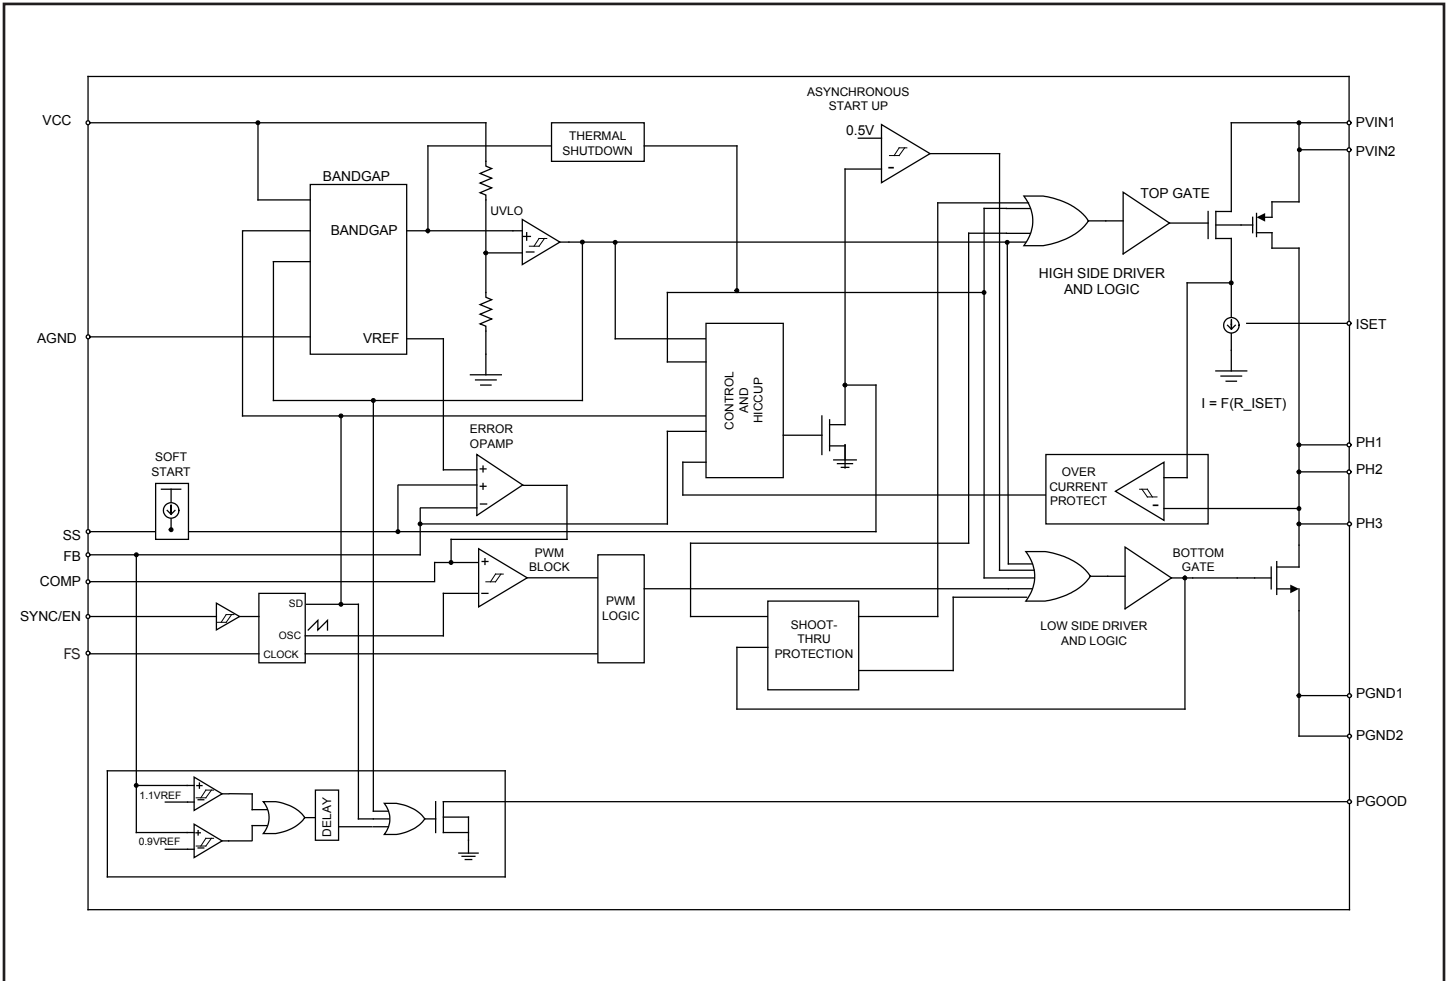 ASYNCHRONOUS
START UP
VCC
0.5V
PVIN1
THERMAL
SHUTDOWN
PVIN2
-
BANDGAP
TOP GATE
UVLO
BANDGAP
+
-
HIGH SIDE DRIVER
AND LOGIC
ISET
AGND
VREF
CONTROL
AND
HICCUP
I = F(R_ISET)
ERROR
OPAMP
PH1
SOFT
START
+
+
-
OVER
CURRENT
PROTECT
-
PH2
SS
PH3
FB
PWM
BLOCK
BOTTOM
GATE
+
-
COMP
SD
PWM
LOGIC
SYNC/EN
OSC
SHOOT-
THRU
PROTECTION
LOW SIDE DRIVER
AND LOGIC
FS
CLOCK
PGND1
PGND2
+
1.1VREF
DELAY
PGOOD
+
0.9VREF